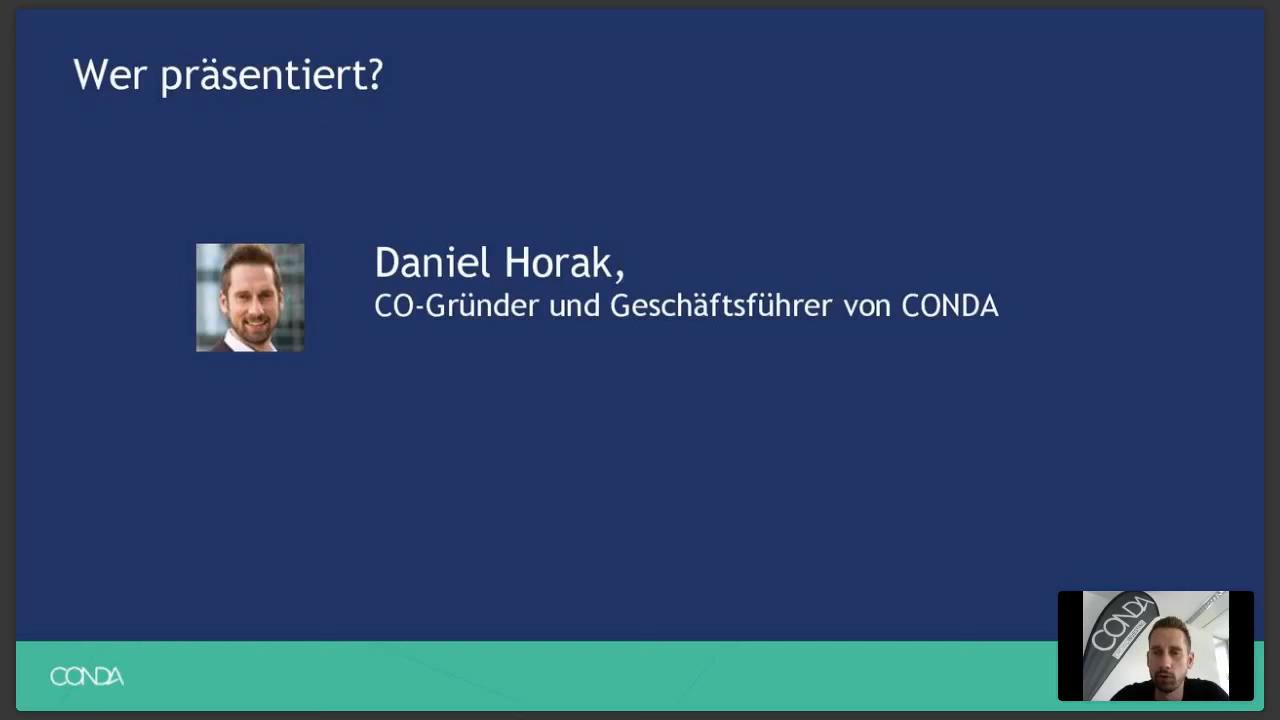 Wer präsentiert?
Daniel Horak,
CO-Gründer und Geschäftsführer von CONDA
CONDA
CONDA